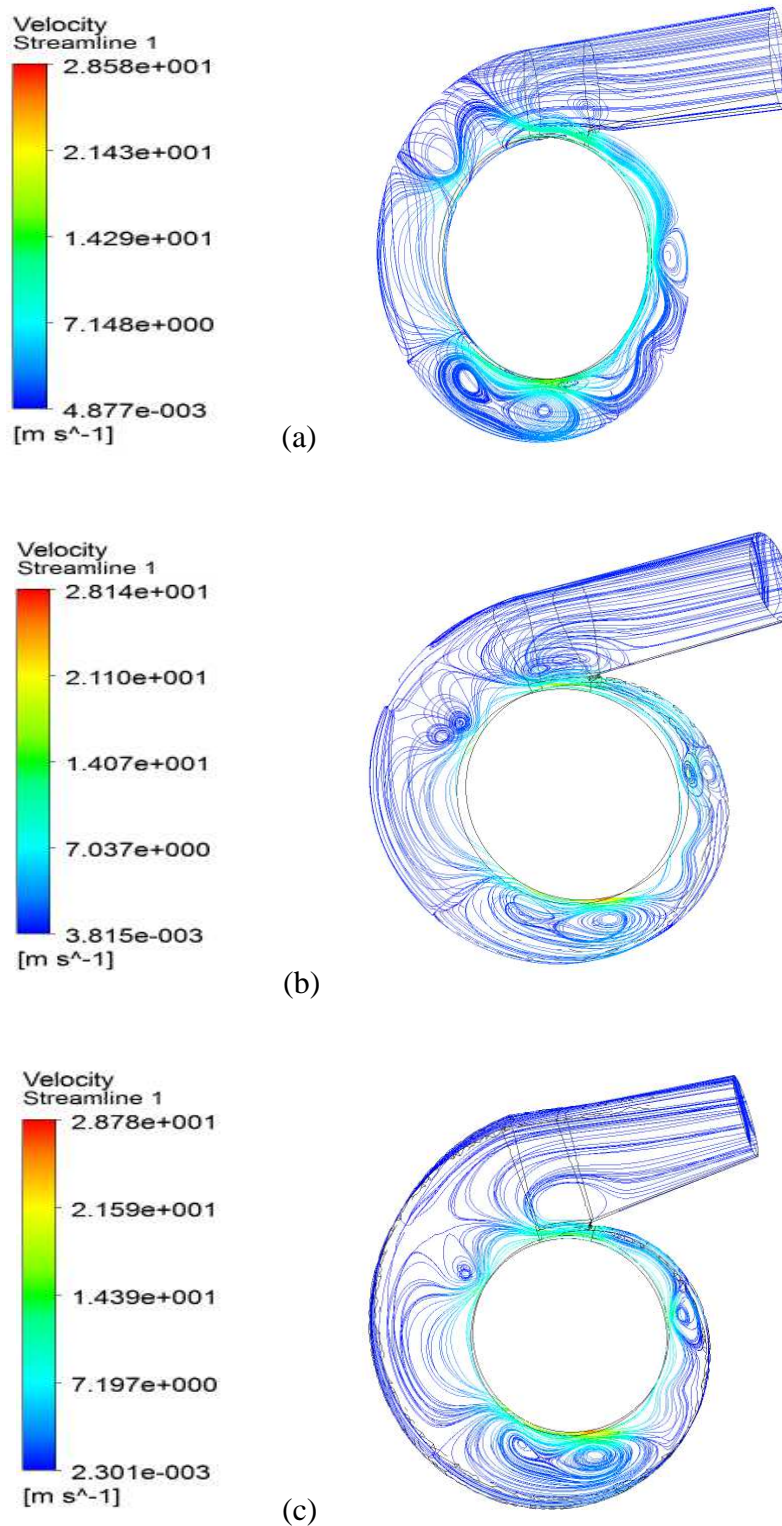 Velocity
Streamline 1
2.858e+001
2.143e+001
1.429e+001
7.148e+000
4.877e-003
[m s^-1]
(a)
Velocity
Streamline 1
2.814e+001
2.110e+001
1.407e+001
7.037e+000
3.815e-003
[m s^-1]
(b)
Velocity
Streamline 1
2.878e+001
2.159e+001
1.439e+001
7.197e+000
2.301e-003
[m s^-1]
(c)